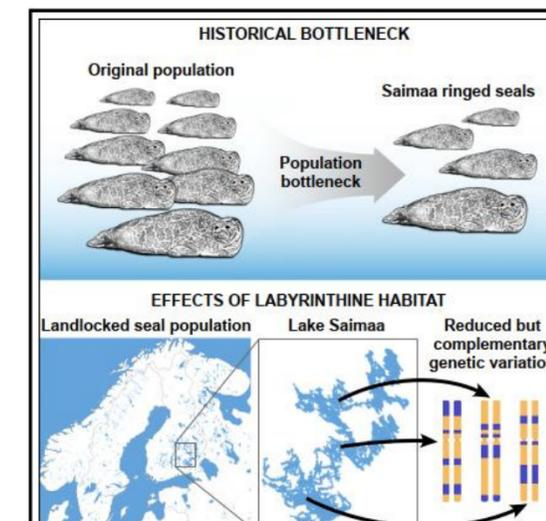 HISTORICAL BOTTLENECK
Original population
Saimaa ringed seals
Population
bottleneck
EFFECTS OF LABYRINTHINE HABITAT
Landlocked seal population
Lake Saimaa
Reduced but
complementary
genetic variation